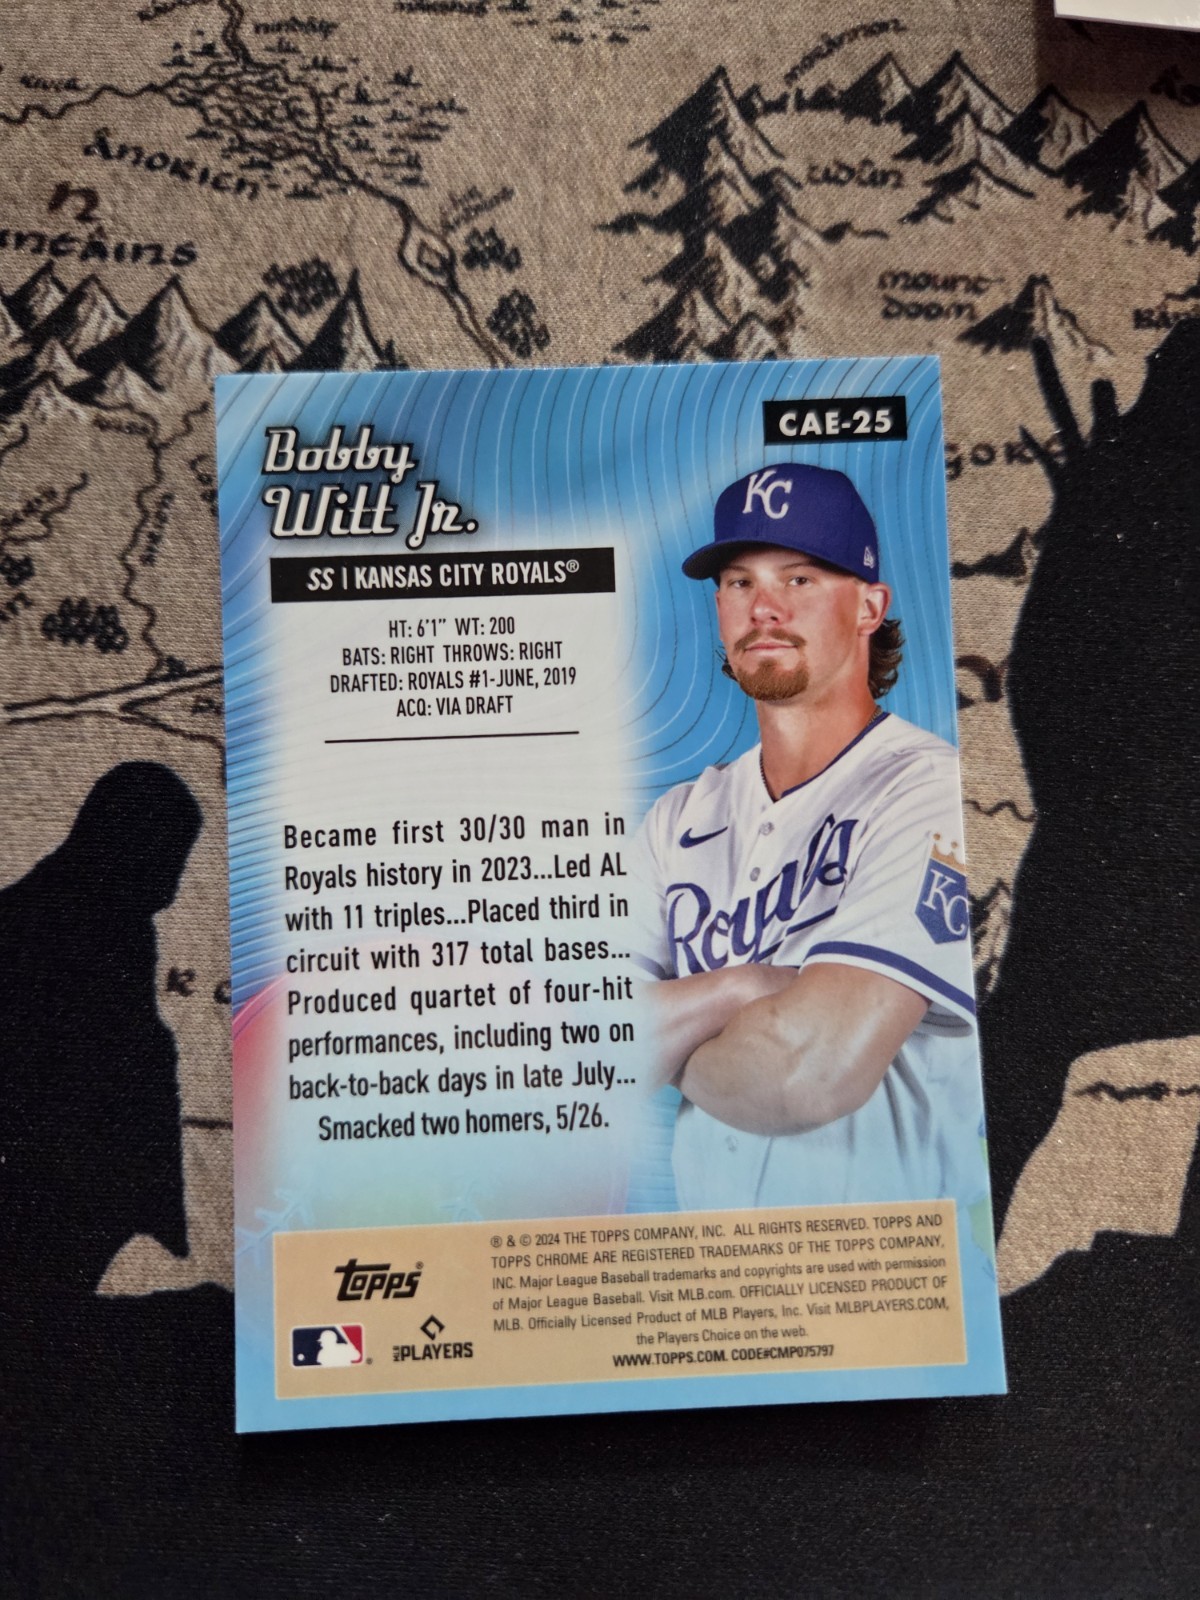 Anorien
mount
doom
CAE-25
Bobby
Witt Jr.
SS | KANSAS CITY ROYALS®
HT: 6'1" WT: 200
BATS: RIGHT THROWS: RIGHT
DRAFTED: ROYALS #1-JUNE, 2019
ACQ: VIA DRAFT
Became first 30/30 man in
Royals history in 2023...Led AL
with 11 triples...Placed third in
circuit with 317 total bases...
Produced quartet of four-hit
performances, including two on
back-to-back days in late July...
Smacked two homers, 5/26.
KC
Royals
KC
topps®
MLB PLAYERS
® & © 2024 THE TOPPS COMPANY, INC. ALL RIGHTS RESERVED. TOPPS AND
TOPPS CHROME ARE REGISTERED TRADEMARKS OF THE TOPPS COMPANY,
INC. Major League Baseball trademarks and copyrights are used with permission
of Major League Baseball. Visit MLB.com. OFFICIALLY LICENSED PRODUCT OF
MLB. Officially Licensed Product of MLB Players, Inc. Visit MLBPLAYERS.COM,
the Players Choice on the web.
WWW.TOPPS.COM. CODE#CMP075797